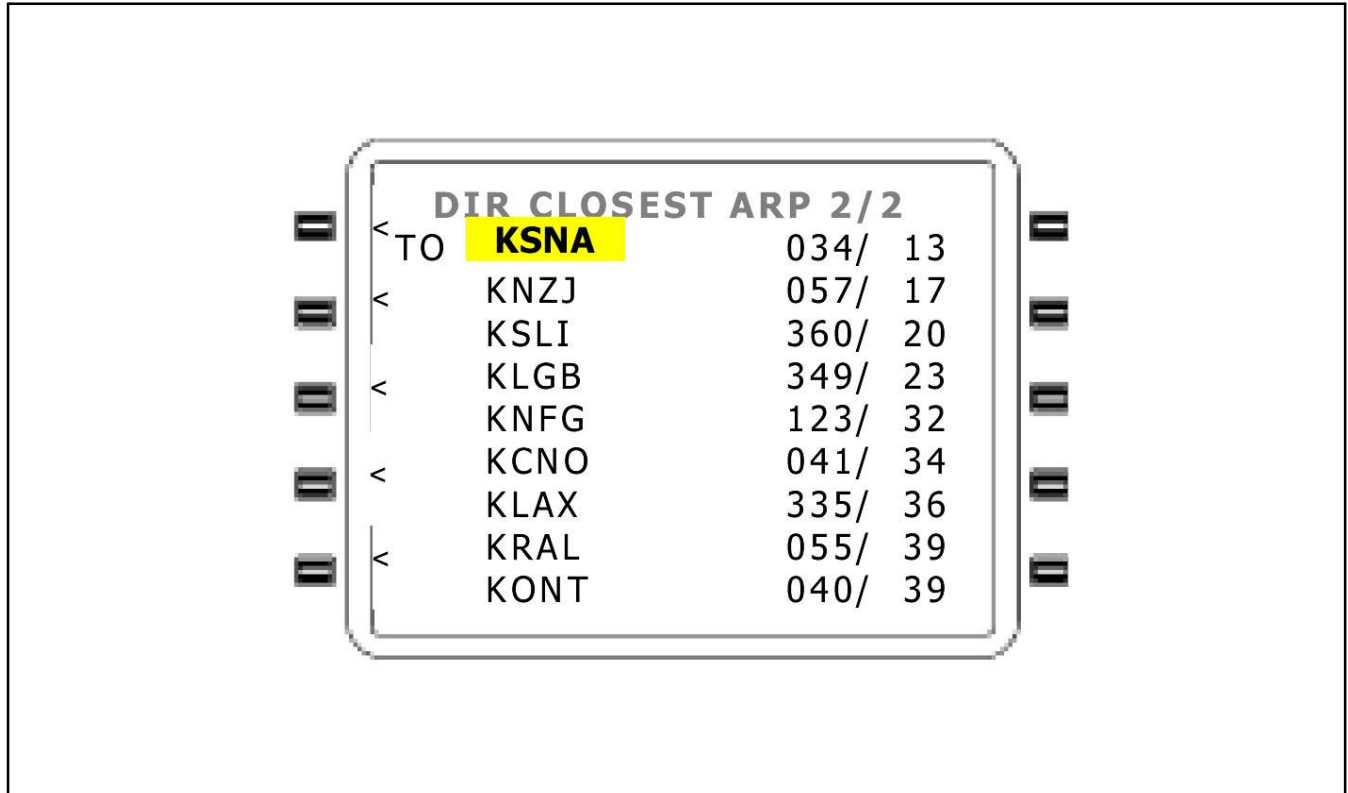 DIR CLOSEST ARP 2/2
< TO KSNA 034/ 13
< KNZJ 057/ 17
KSLI 360/ 20
< KLGB 349/ 23
KNFG 123/ 32
< KCNO 041/ 34
KLAX 335/ 36
< KRAL 055/ 39
KONT 040/ 39